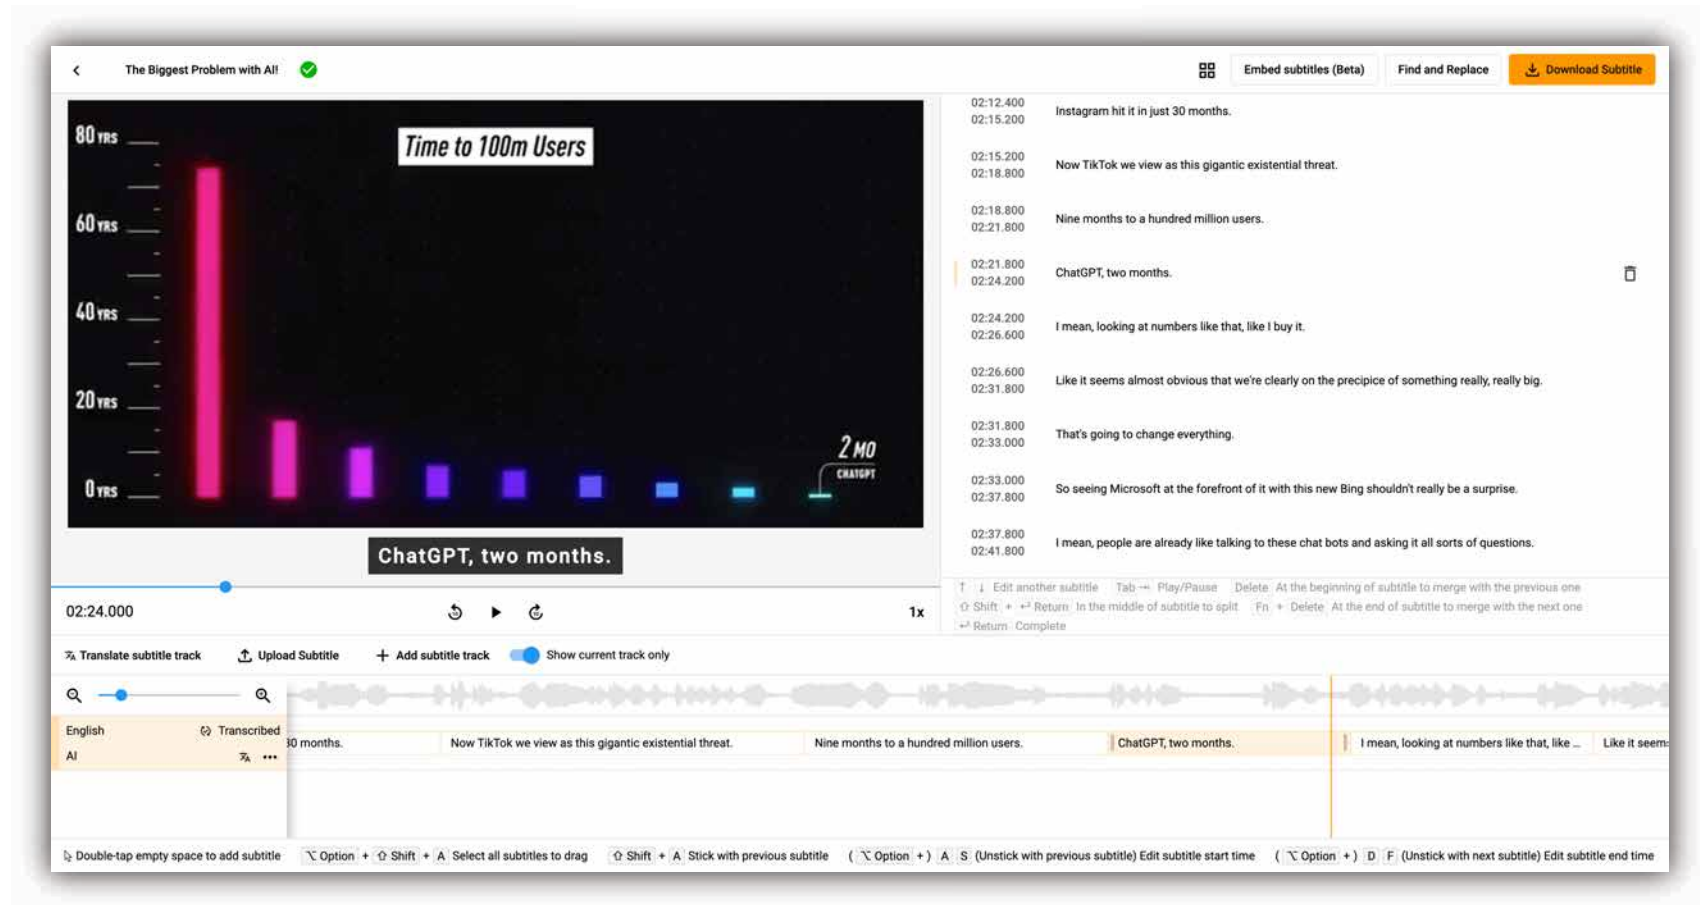 The Biggest Problem with AI!
Embed subtitles (Beta)
Find and Replace
Download Subtitle
Time to 100m Users
80 YRS
60 YRS
40 YRS
20 YRS
0 YRS
2 MO
CHATGPT
ChatGPT, two months.
02:24.000
1x
02:12.400
02:15.200
Instagram hit it in just 30 months.
02:15.200
02:18.800
Now TikTok we view as this gigantic existential threat.
02:18.800
02:21.800
Nine months to a hundred million users.
02:21.800
02:24.200
ChatGPT, two months.
02:24.200
02:26.600
I mean, looking at numbers like that, like I buy it.
02:26.600
02:31.800
Like it seems almost obvious that we're clearly on the precipice of something really, really big.
02:31.800
02:33.000
That's going to change everything.
02:33.000
02:37.800
So seeing Microsoft at the forefront of it with this new Bing shouldn't really be a surprise.
02:37.800
02:41.800
I mean, people are already like talking to these chat bots and asking it all sorts of questions.
↑ ↓ Edit another subtitle Tab Play/Pause Delete At the beginning of subtitle to merge with the previous one
⇧ Shift + ↵ Return In the middle of subtitle to split Fn + Delete At the end of subtitle to merge with the next one
↵ Return Complete
Translate subtitle track
Upload Subtitle
Add subtitle track
Show current track only
English
Transcribed
AI
30 months.
Now TikTok we view as this gigantic existential threat.
Nine months to a hundred million users.
ChatGPT, two months.
I mean, looking at numbers like that, like ...
Like it seem
Double-tap empty space to add subtitle ⌥ Option + ⇧ Shift + A Select all subtitles to drag ⇧ Shift + A Stick with previous subtitle ( ⌥ Option + ) A S (Unstick with previous subtitle) Edit subtitle start time ( ⌥ Option + ) D F (Unstick with next subtitle) Edit subtitle end time